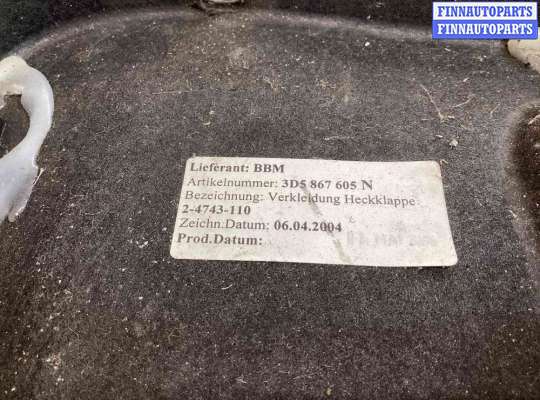 FINNAUTOPARTS
FINNAUTOPARTS
Lieferant: BBM
Artikelnummer: 3D5 867 605 N
Bezeichnung: Verkleidung Heckklappe
2-4743-110
Zeichn.Datum: 06.04.2004
Prod.Datum: